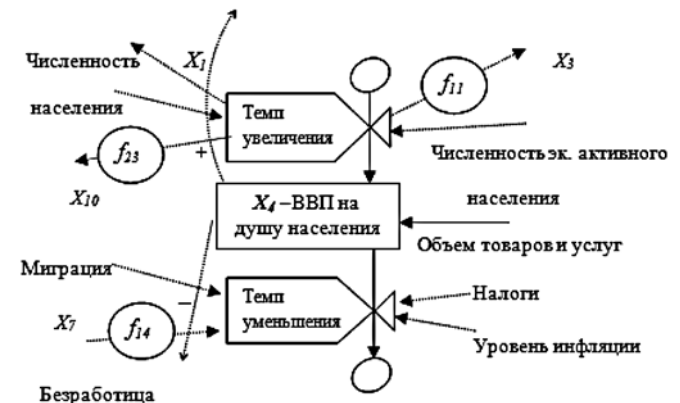 X1
X3
Численность
населения
Темп
увеличения
f11
f23
+
X10
Численность эк. активного
населения
X4 –ВВП на
душу населения
Объем товаров и услуг
Миграция
–
Темп
уменьшения
Налоги
X7
f14
Уровень инфляции
Безработица